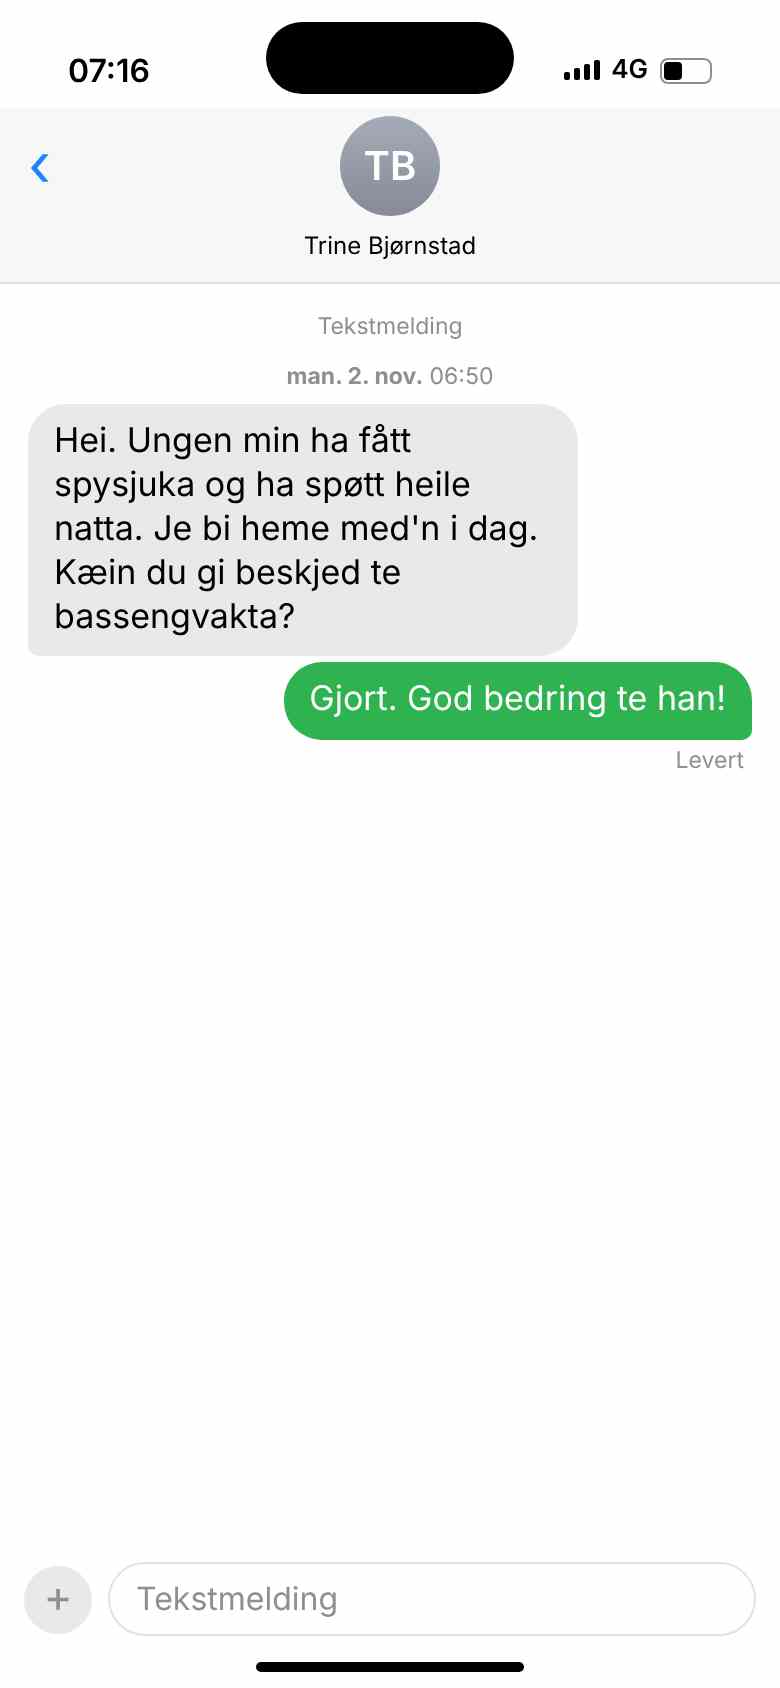 07:16
4G
TB
Trine Bjørnstad
Tekstmelding
man. 2. nov. 06:50
Hei. Ungen min ha fått
spysjuka og ha spøtt heile
natta. Je bi heme med'n i dag.
Kæin du gi beskjed te
bassengvakta?
Gjort. God bedring te han!
Levert
Tekstmelding